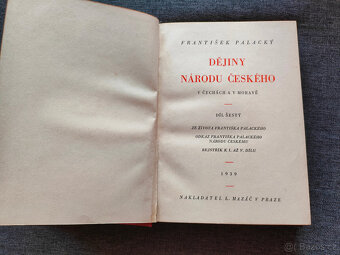 FRANTIŠEK PALACKÝ
DĚJINY
NÁRODU ČESKÉHO
V ČECHÁCH A V MORAVĚ
DÍL ŠESTÝ
ZE ŽIVOTA FRANTIŠKA PALACKÉHO
ODKAZ FRANTIŠKA PALACKÉHO
NÁRODU ČESKÉMU
REJSTŘÍK K I. AŽ V. DÍLU
1939
NAKLADATEL L. MAZÁČ V PRAZE